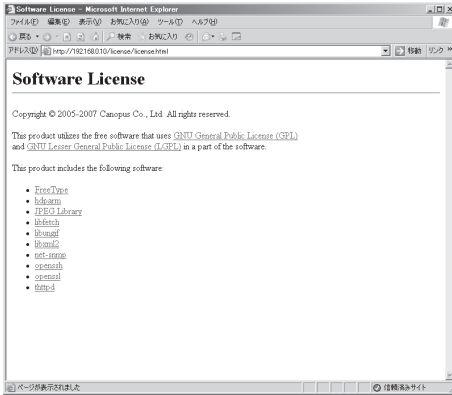 Software License - Microsoft Internet Explorer
ファイル(F) 編集(E) 表示(V) お気に入り(A) ツール(T) ヘルプ(H)
戻る 検索 お気に入り
アドレス(D) http://192.168.0.10/license/license.html 移動 リンク
Software License
Copyright © 2005-2007 Canopus Co., Ltd. All rights reserved.
This product utilizes the free software that uses GNU General Public License (GPL)
and GNU Lesser General Public License (LGPL) in a part of the software.
This product includes the following software:
• FreeType
• hdparm
• JPEG Library
• libfetch
• libungif
• libxml2
• net-snmp
• openssh
• openssl
• thttpd
ページが表示されました 信頼済みサイト